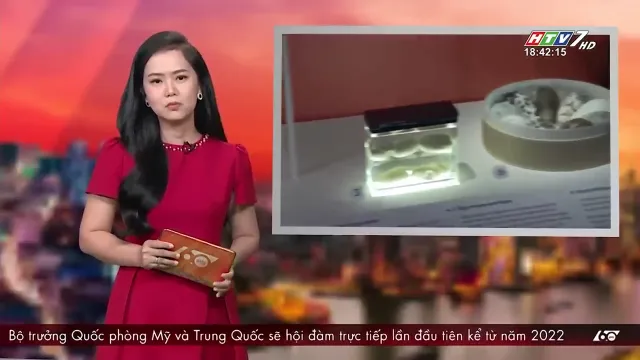 HTV7 HD
18:42:15
Bộ trưởng Quốc phòng Mỹ và Trung Quốc sẽ hội đàm trực tiếp lần đầu tiên kể từ năm 2022